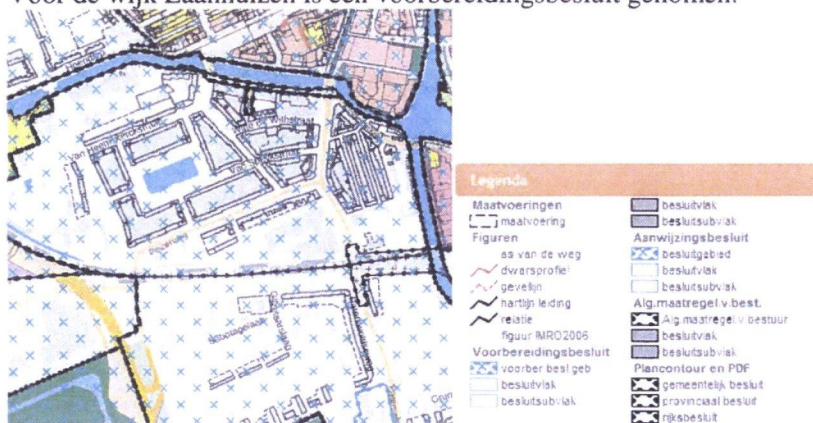 Voor de wijk Zaanhuizen is een voorbereidingsbesluit genomen.
Legenda
Maatvoeringen
maatvoering
Figuren
as van de weg
dwarsprofiel
gevellijn
hartlijn leiding
relatie
figuur IMRO2006
Voorbereidingsbesluit
voorber besl geb
besluitvlak
besluitsubvlak
besluitvlak
besluitsubvlak
Aanwijzingsbesluit
besluitgebied
besluitvlak
besluitsubvlak
Alg.maatregel.v.best.
Alg.maatregel.v.bestuur
besluitvlak
besluitsubvlak
Plancontour en PDF
gemeentelijk besluit
provinciaal besluit
rijksbesluit